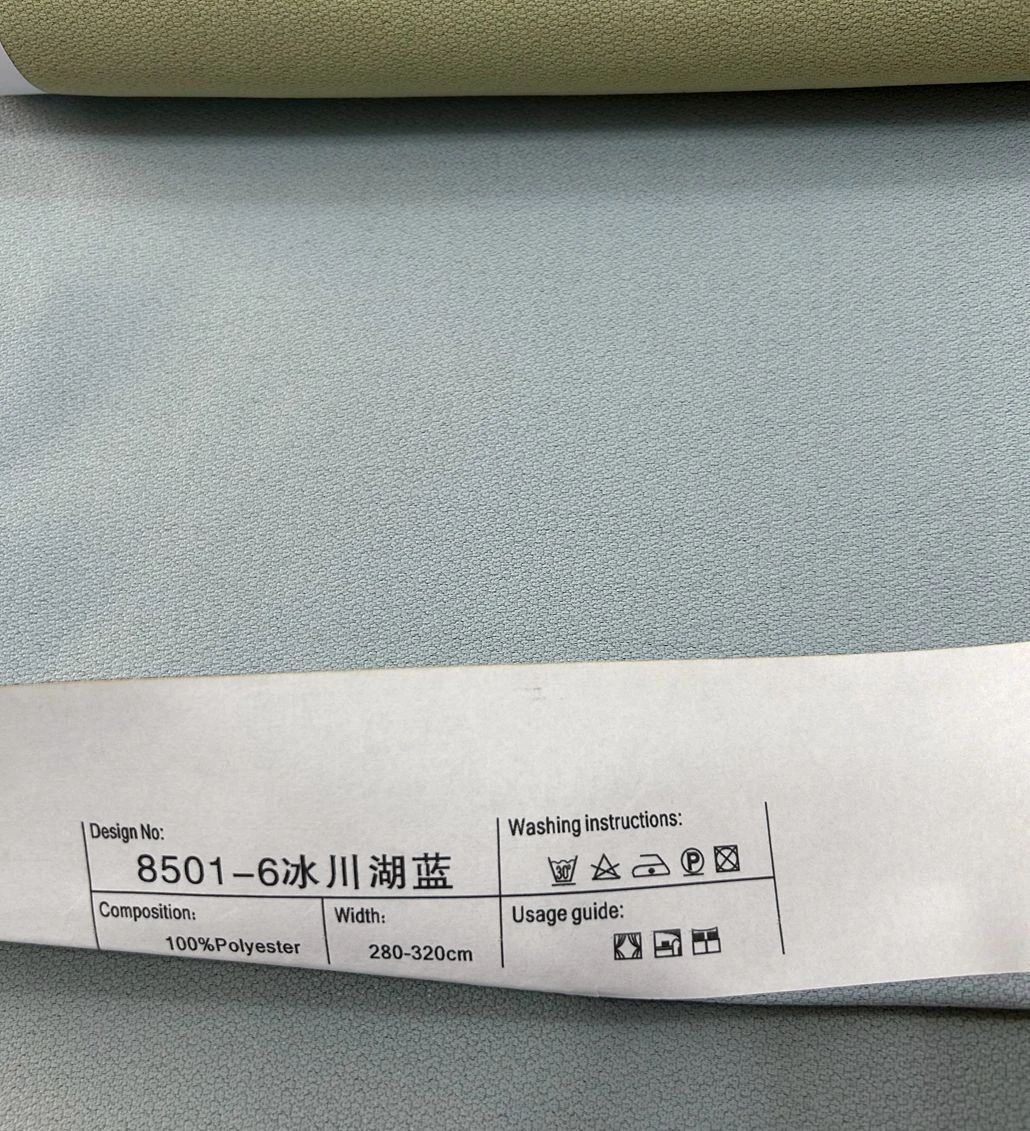 Design No:
8501-6冰川湖蓝
Composition:
100%Polyester
Width:
280-320cm
Washing instructions:
30°
P
Usage guide: